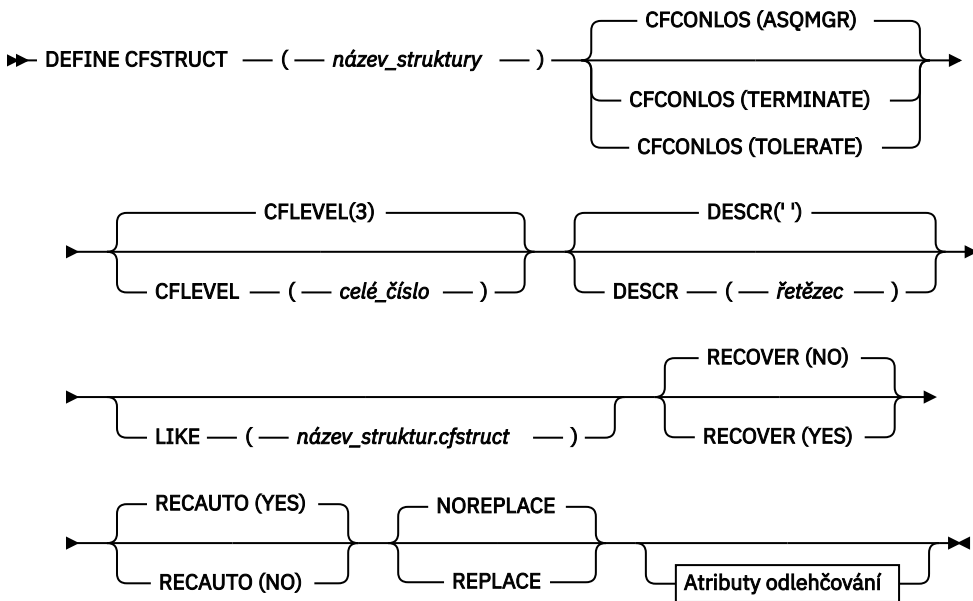 CFCONLOS (ASQMGR)
DEFINE CFSTRUCT ( název_struktury )
CFCONLOS (TERMINATE)
CFCONLOS (TOLERATE)
CFLEVEL(3) DESCR(' ')
CFLEVEL ( celé_číslo ) DESCR ( řetězec )
RECOVER (NO)
LIKE ( název_struktur.cfstruct ) RECOVER (YES)
RECAUTO (YES) NOREPLACE
RECAUTO (NO) REPLACE Atributy odlehčování